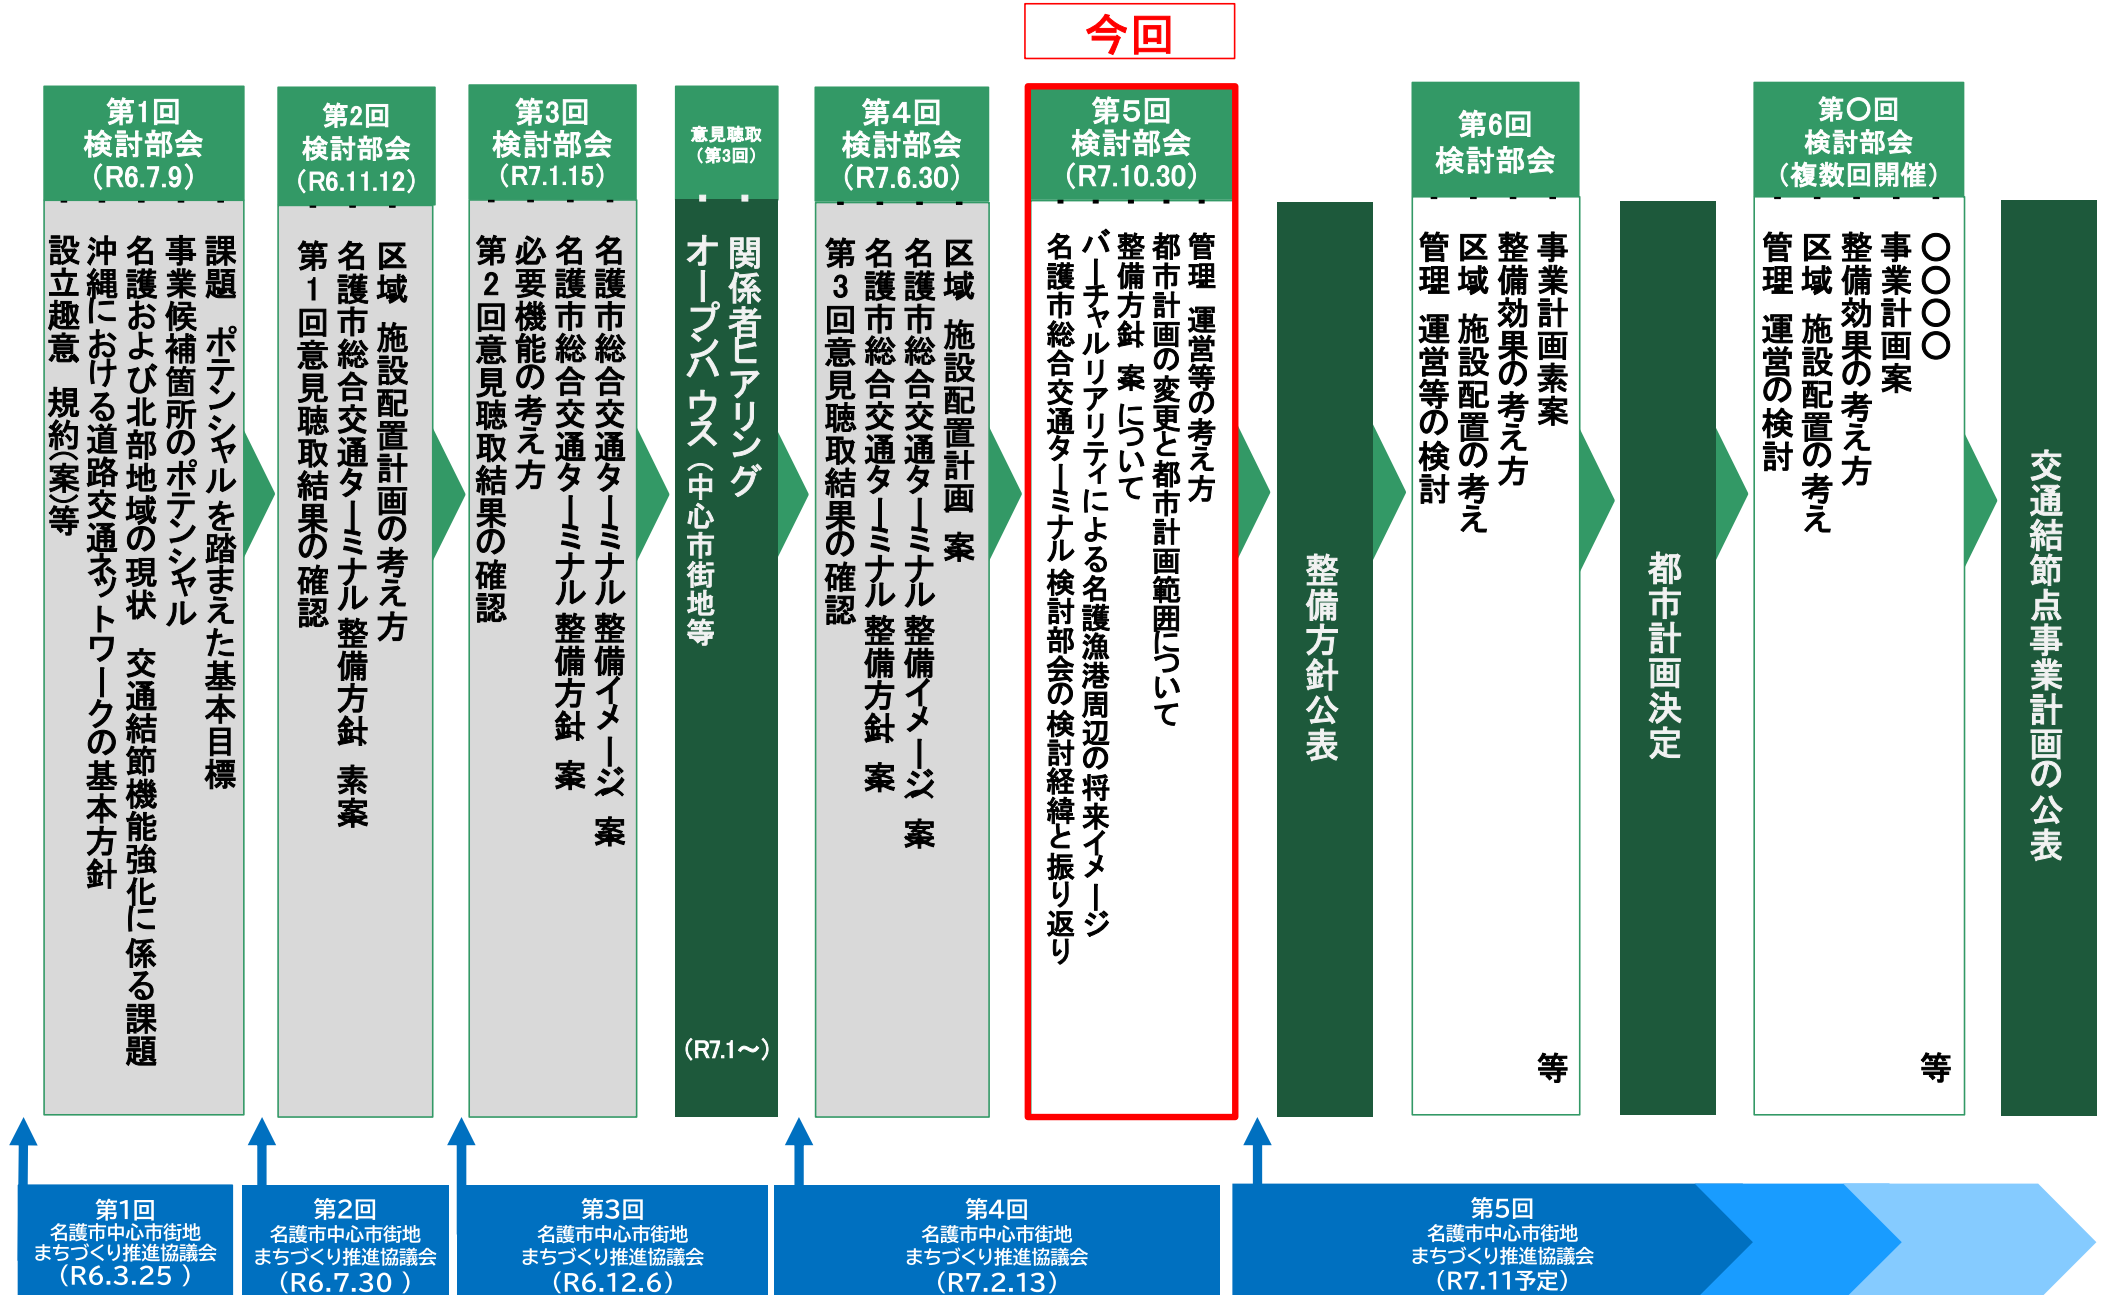 今回
第1回
検討部会
（R6.7.9）
課題 ポテンシャルを踏まえた基本目標
事業候補箇所のポテンシャル
名護および北部地域の現状 交通結節機能強化に係る課題
沖縄における道路交通ネットワークの基本方針
設立趣意 規約(案)等
第2回
検討部会
（R6.11.12）
区域 施設配置計画の考え方
名護市総合交通ターミナル 整備方針 素案
第1回意見聴取結果の確認
第3回
検討部会
（R7.1.15）
名護市総合交通ターミナル 整備イメージ 案
名護市総合交通ターミナル 整備方針 案
必要機能の考え方
第2回意見聴取結果の確認
意見聴取
（第3回）
関係者ヒアリング
オープンハウス（中心市街地等
（R7.1～）
第4回
検討部会
（R7.6.30）
区域 施設配置計画 案
名護市総合交通ターミナル 整備イメージ 案
名護市総合交通ターミナル 整備方針 案
第3回意見聴取結果の確認
第5回
検討部会
（R7.10.30）
管理 運営等の考え方
都市計画の変更と都市計画範囲について
整備方針 案 について
バーチャルリアリティによる名護漁港周辺の将来イメージ
名護市総合交通ターミナル 検討部会の検討経緯と振り返り
整備方針公表
第6回
検討部会
事業計画素案
整備効果の考え方
区域 施設配置の考え
管理 運営等の検討
等
都市計画決定
第〇回
検討部会
（複数回開催）
〇〇〇〇
事業計画案
整備効果の考え方
区域 施設配置の考え
管理 運営の検討
等
交通結節点事業計画の公表
第1回
名護市中心市街地
まちづくり推進協議会
（R6.3.25 ）
第2回
名護市中心市街地
まちづくり推進協議会
（R6.7.30 ）
第3回
名護市中心市街地
まちづくり推進協議会
（R6.12.6）
第4回
名護市中心市街地
まちづくり推進協議会
（R7.2.13）
第5回
名護市中心市街地
まちづくり推進協議会
（R7.11予定）